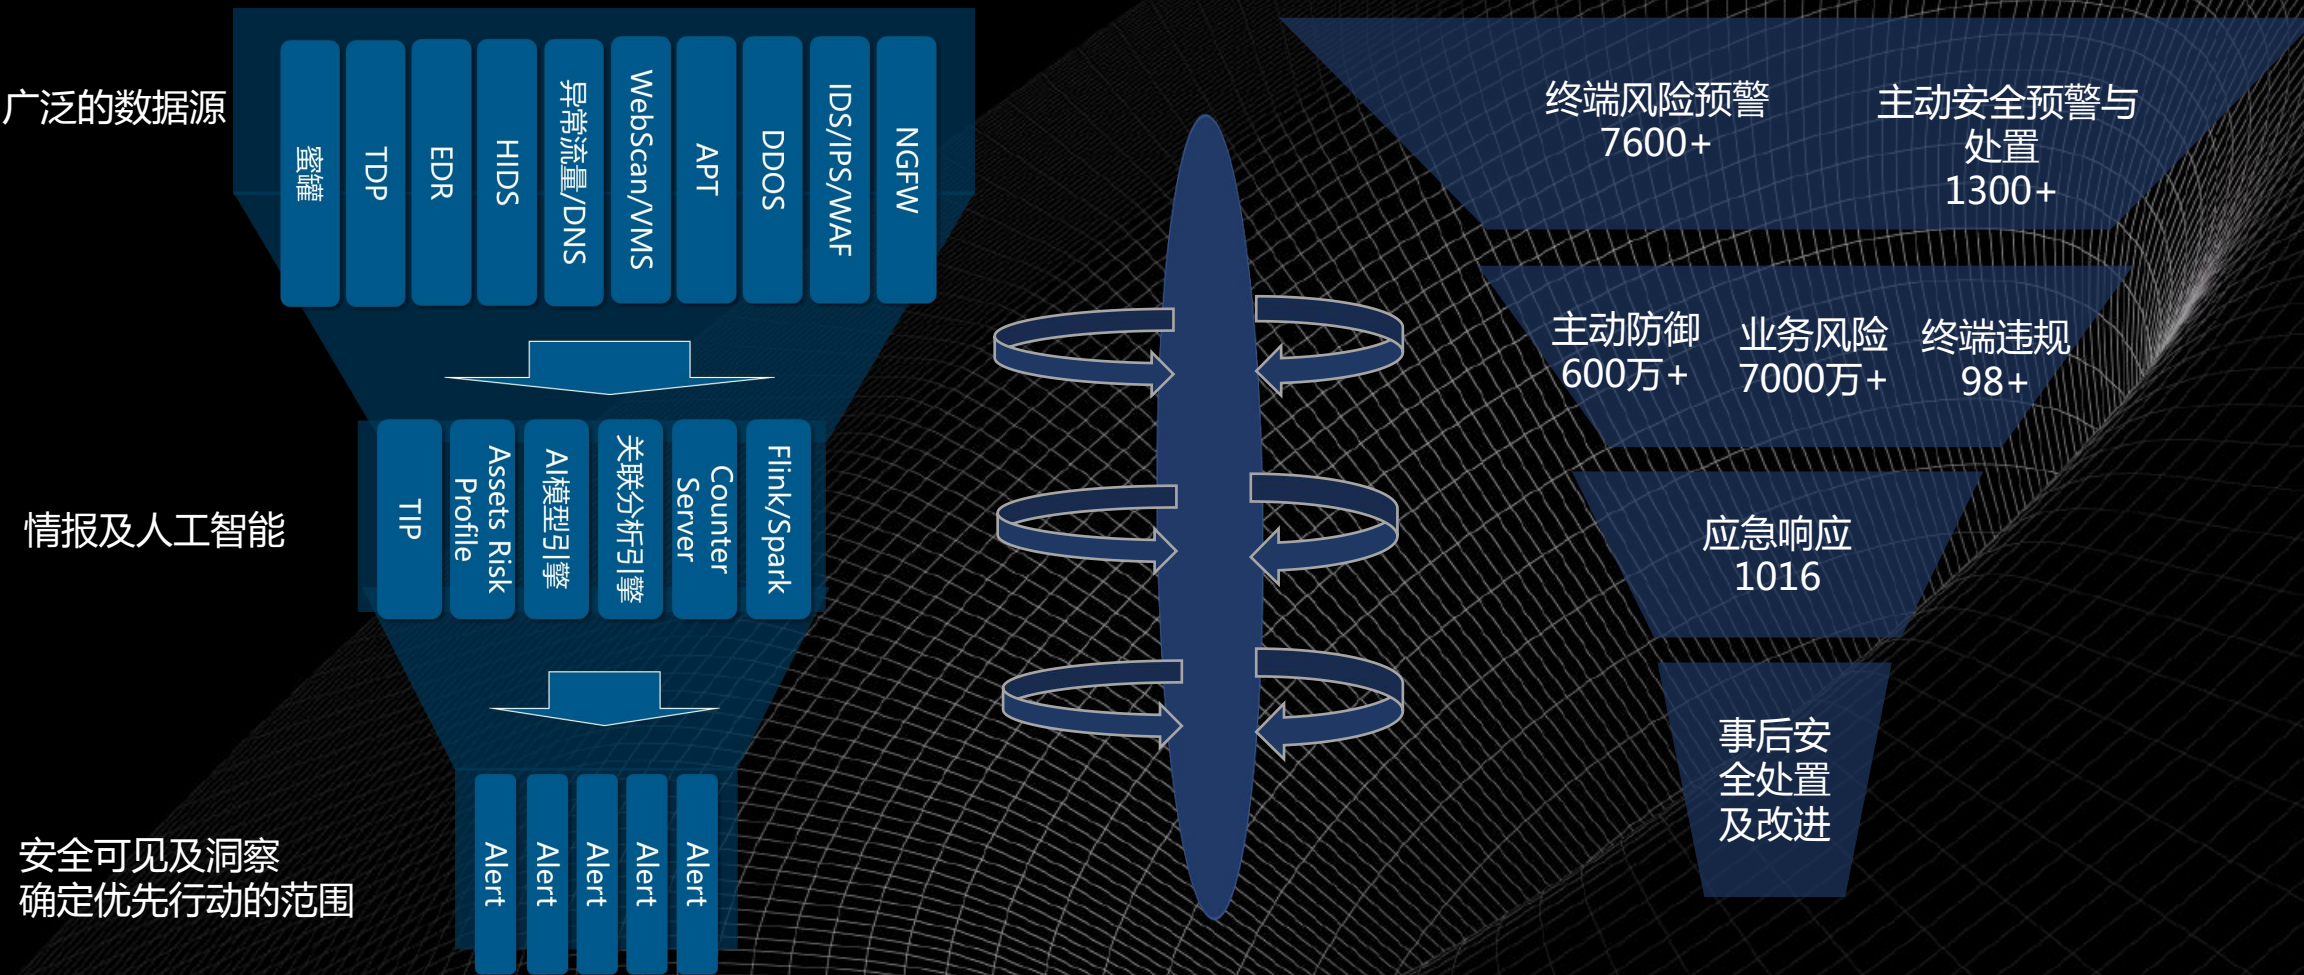 广泛的数据源
蜜罐
TDP
EDR
HIDS
异常流量/DNS
WebScan/VMS
APT
DDOS
IDS/IPS/WAF
NGFW
情报及人工智能
TIP
Assets Risk
Profile
AI模型引擎
关联分析引擎
Counter
Server
Flink/Spark
安全可见及洞察
确定优先行动的范围
Alert
Alert
Alert
Alert
Alert
终端风险预警
7600+
主动安全预警与
处置
1300+
主动防御
600万+
业务风险
7000万+
终端违规
98+
应急响应
1016
事后安
全处置
及改进